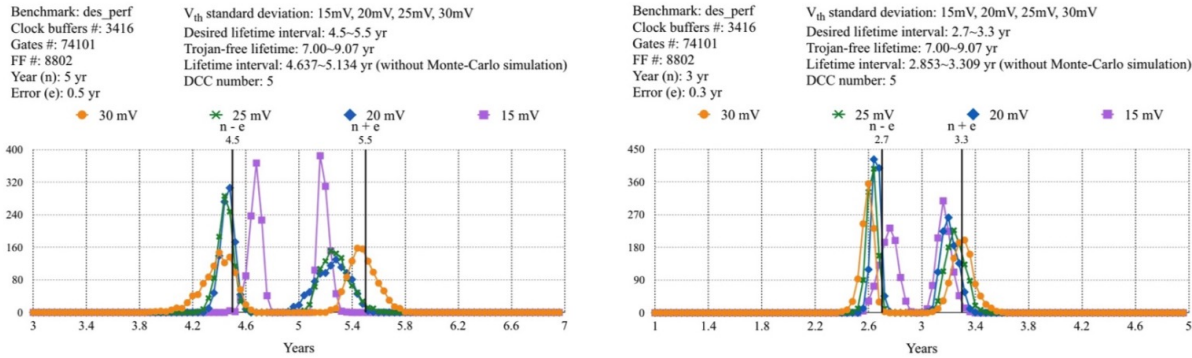 Benchmark: des_perf
Clock buffers #: 3416
Gates #: 74101
FF #: 8802
Year (n): 5 yr
Error (e): 0.5 yr
Vth standard deviation: 15mV, 20mV, 25mV, 30mV
Desired lifetime interval: 4.5~5.5 yr
Trojan-free lifetime: 7.00~9.07 yr
Lifetime interval: 4.637~5.134 yr (without Monte-Carlo simulation)
DCC number: 5
30 mV 25 mV 20 mV 15 mV
n - e n + e
4.5 5.5
400
320
240
160
80
0
3 3.4 3.8 4.2 4.6 5 5.4 5.8 6.2 6.6 7
Years
Benchmark: des_perf
Clock buffers #: 3416
Gates #: 74101
FF #: 8802
Year (n): 3 yr
Error (e): 0.3 yr
Vth standard deviation: 15mV, 20mV, 25mV, 30mV
Desired lifetime interval: 2.7~3.3 yr
Trojan-free lifetime: 7.00~9.07 yr
Lifetime interval: 2.853~3.309 yr (without Monte-Carlo simulation)
DCC number: 5
30 mV 25 mV 20 mV 15 mV
n - e n + e
2.7 3.3
450
360
270
180
90
0
1 1.4 1.8 2.2 2.6 3 3.4 3.8 4.2 4.6 5
Years